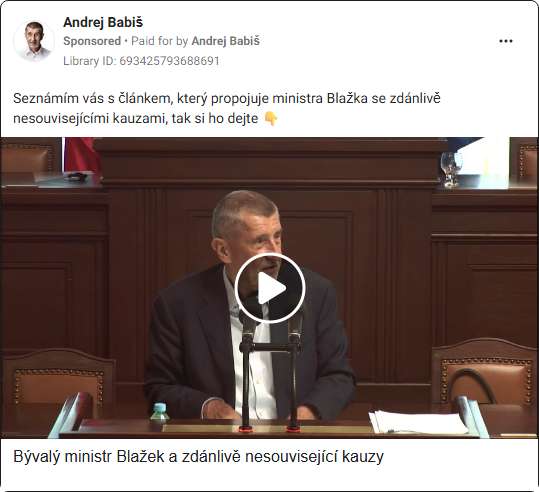 Andrej Babiš
Sponsored • Paid for by Andrej Babiš
Library ID: 693425793688691
Seznámím vás s článkem, který propojuje ministra Blažka se zdánlivě
nesouvisejícími kauzami, tak si ho dejte 👇
Bývalý ministr Blažek a zdánlivě nesouvisející kauzy